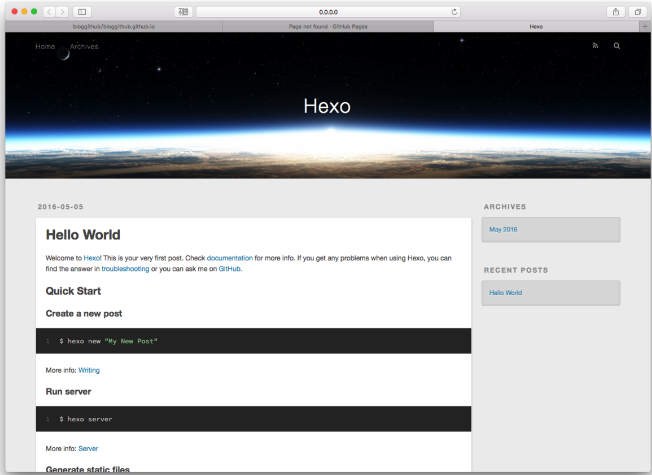 0.0.0.0
bloggithub/bloggithub.github.io
Page not found · GitHub Pages
Hexo
Home
Archives
Hexo
2016-05-05
Hello World
Welcome to Hexo! This is your very first post. Check documentation for more info. If you get any problems when using Hexo, you can
find the answer in troubleshooting or you can ask me on GitHub.
Quick Start
Create a new post
1 $ hexo new "My New Post"
More info: Writing
Run server
1 $ hexo server
More info: Server
Generate static files
ARCHIVES
May 2016
RECENT POSTS
Hello World